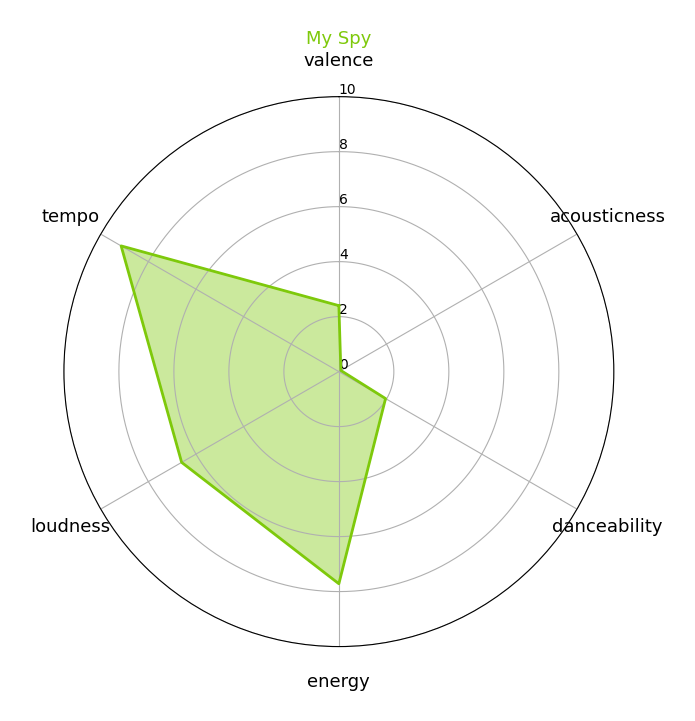 My Spy
valence
10
8
6
4
2
0
tempo
acousticness
loudness
danceability
energy